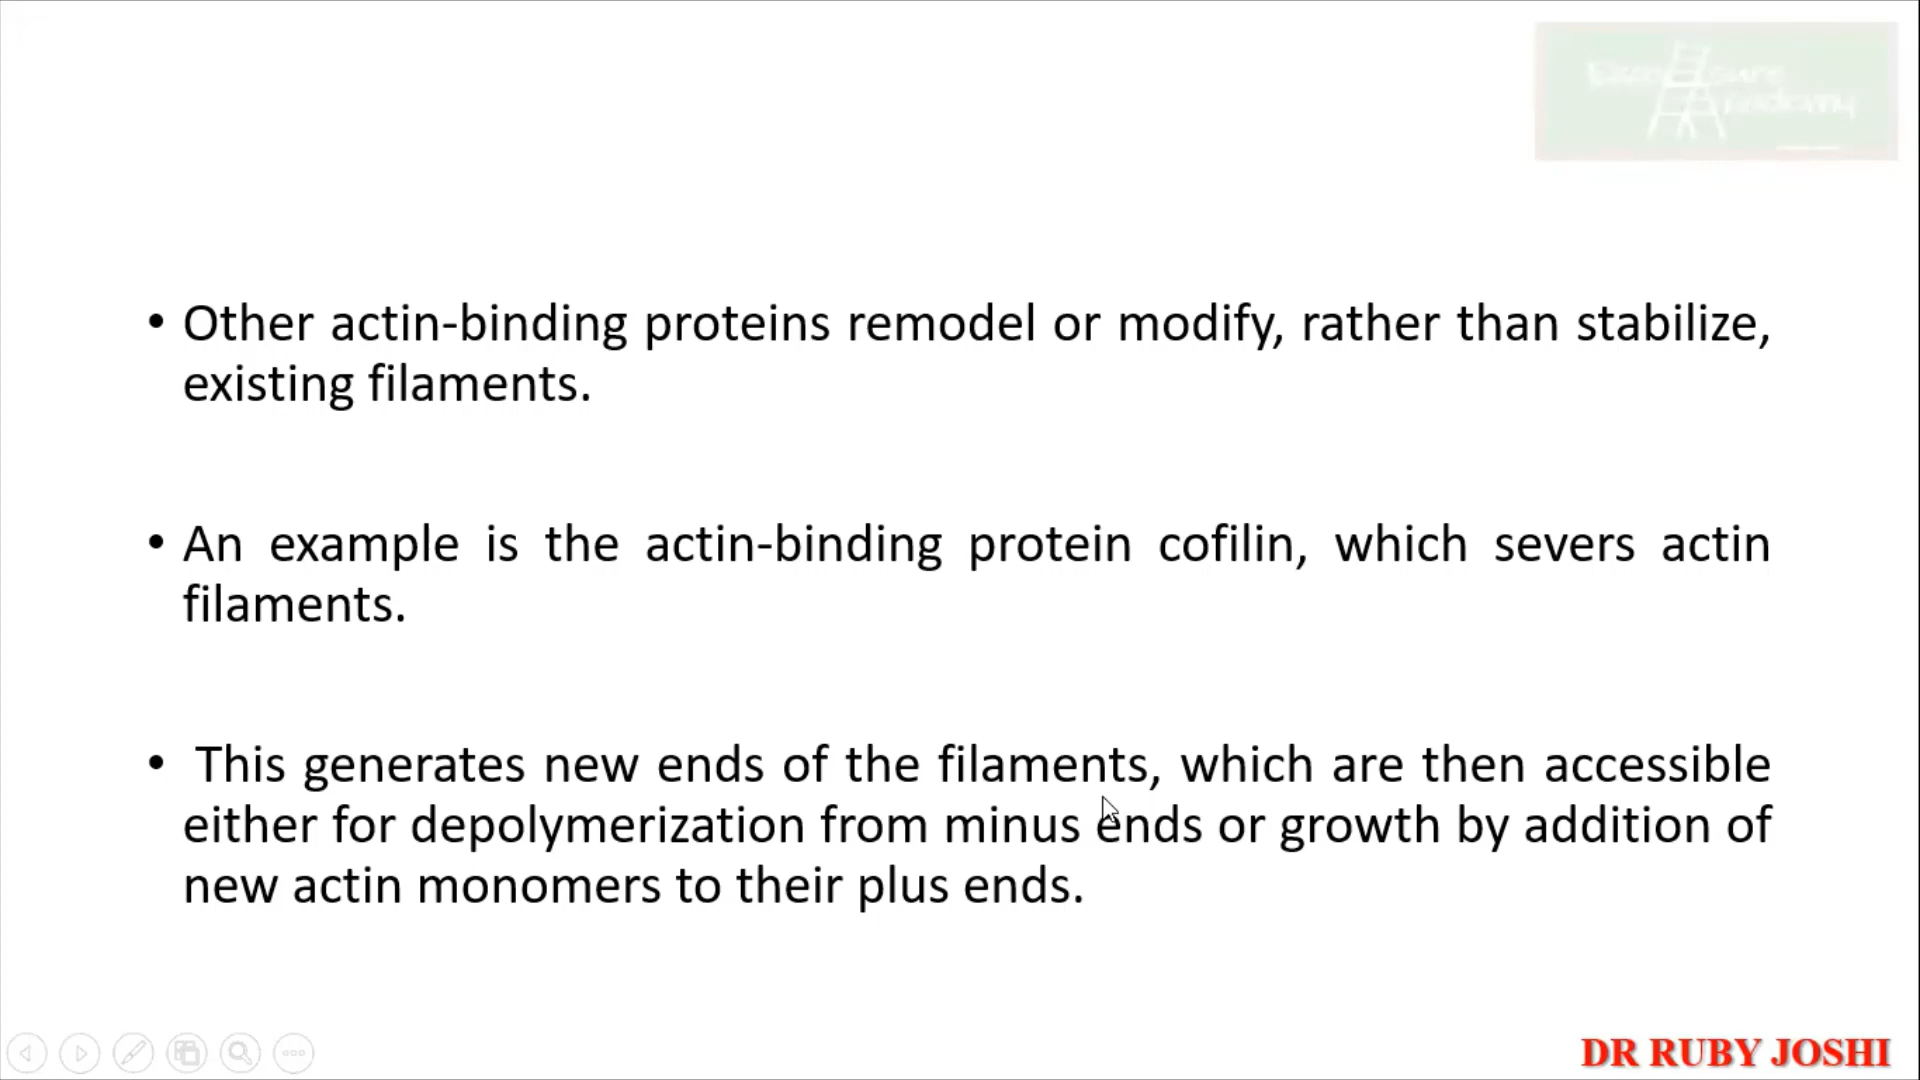 • Other actin-binding proteins remodel or modify, rather than stabilize,
existing filaments.
• An example is the actin-binding protein cofilin, which severs actin
filaments.
• This generates new ends of the filaments, which are then accessible
either for depolymerization from minus ends or growth by addition of
new actin monomers to their plus ends.
DR RUBY JOSHI